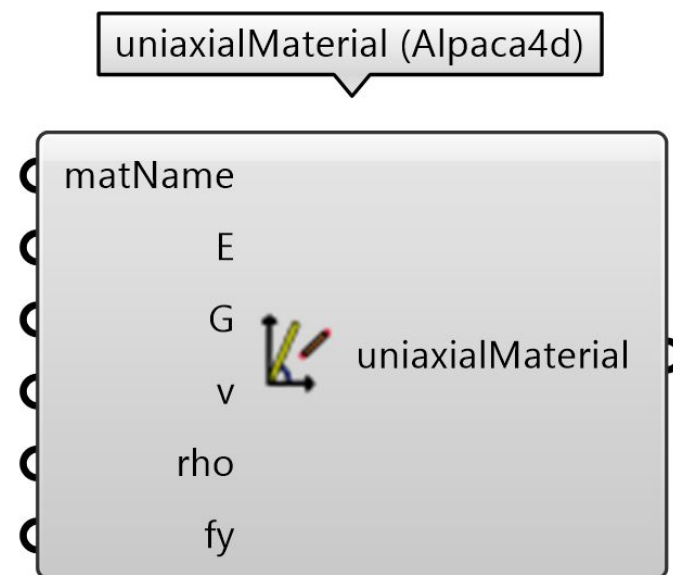 uniaxialMaterial (Alpaca4d)
matName
E
G
v
rho
fy
uniaxialMaterial